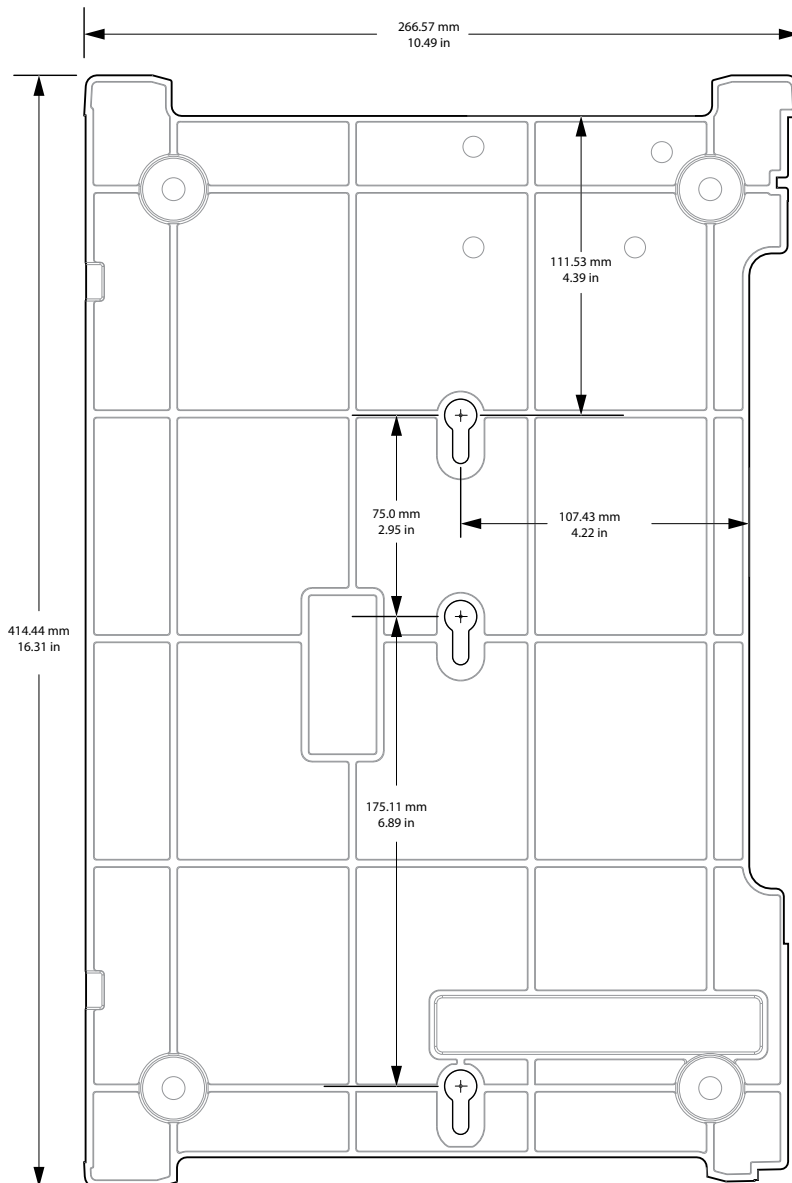 266.57 mm
10.49 in
111.53 mm
4.39 in
75.0 mm
2.95 in
107.43 mm
4.22 in
414.44 mm
16.31 in
175.11 mm
6.89 in